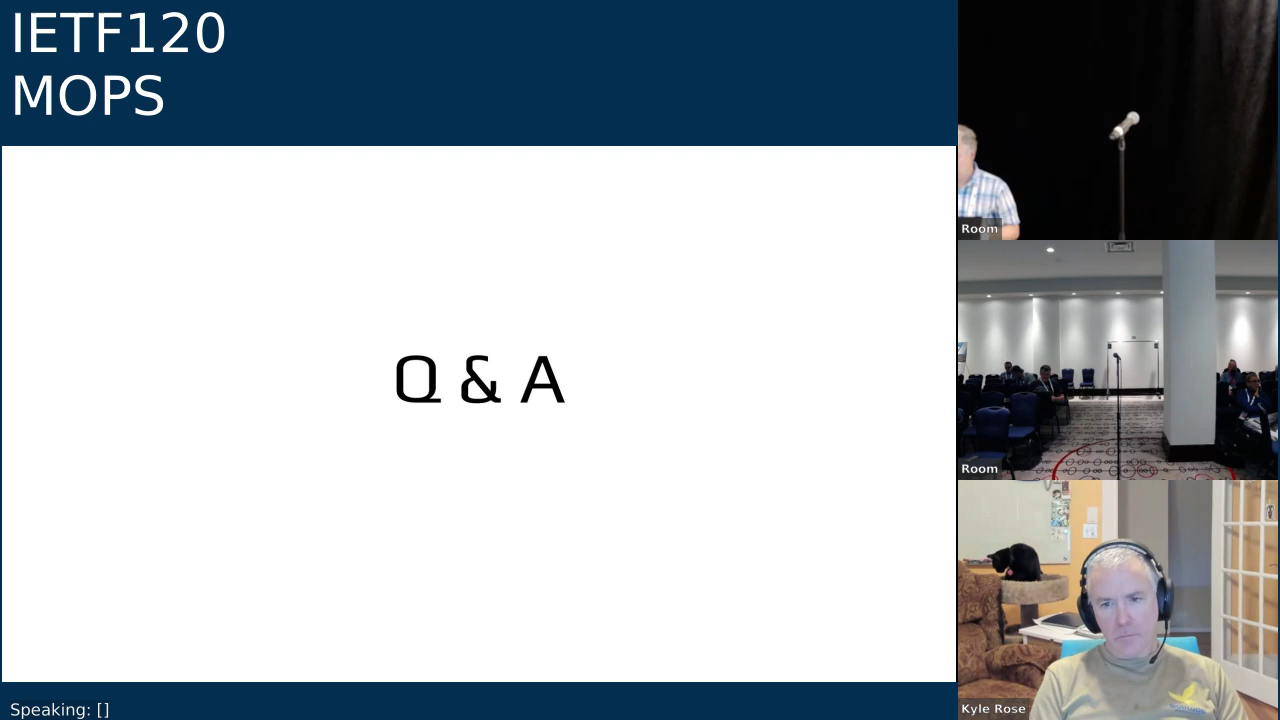 IETF120
MOPS
Q & A
Room
Room
Kyle Rose
Speaking: []